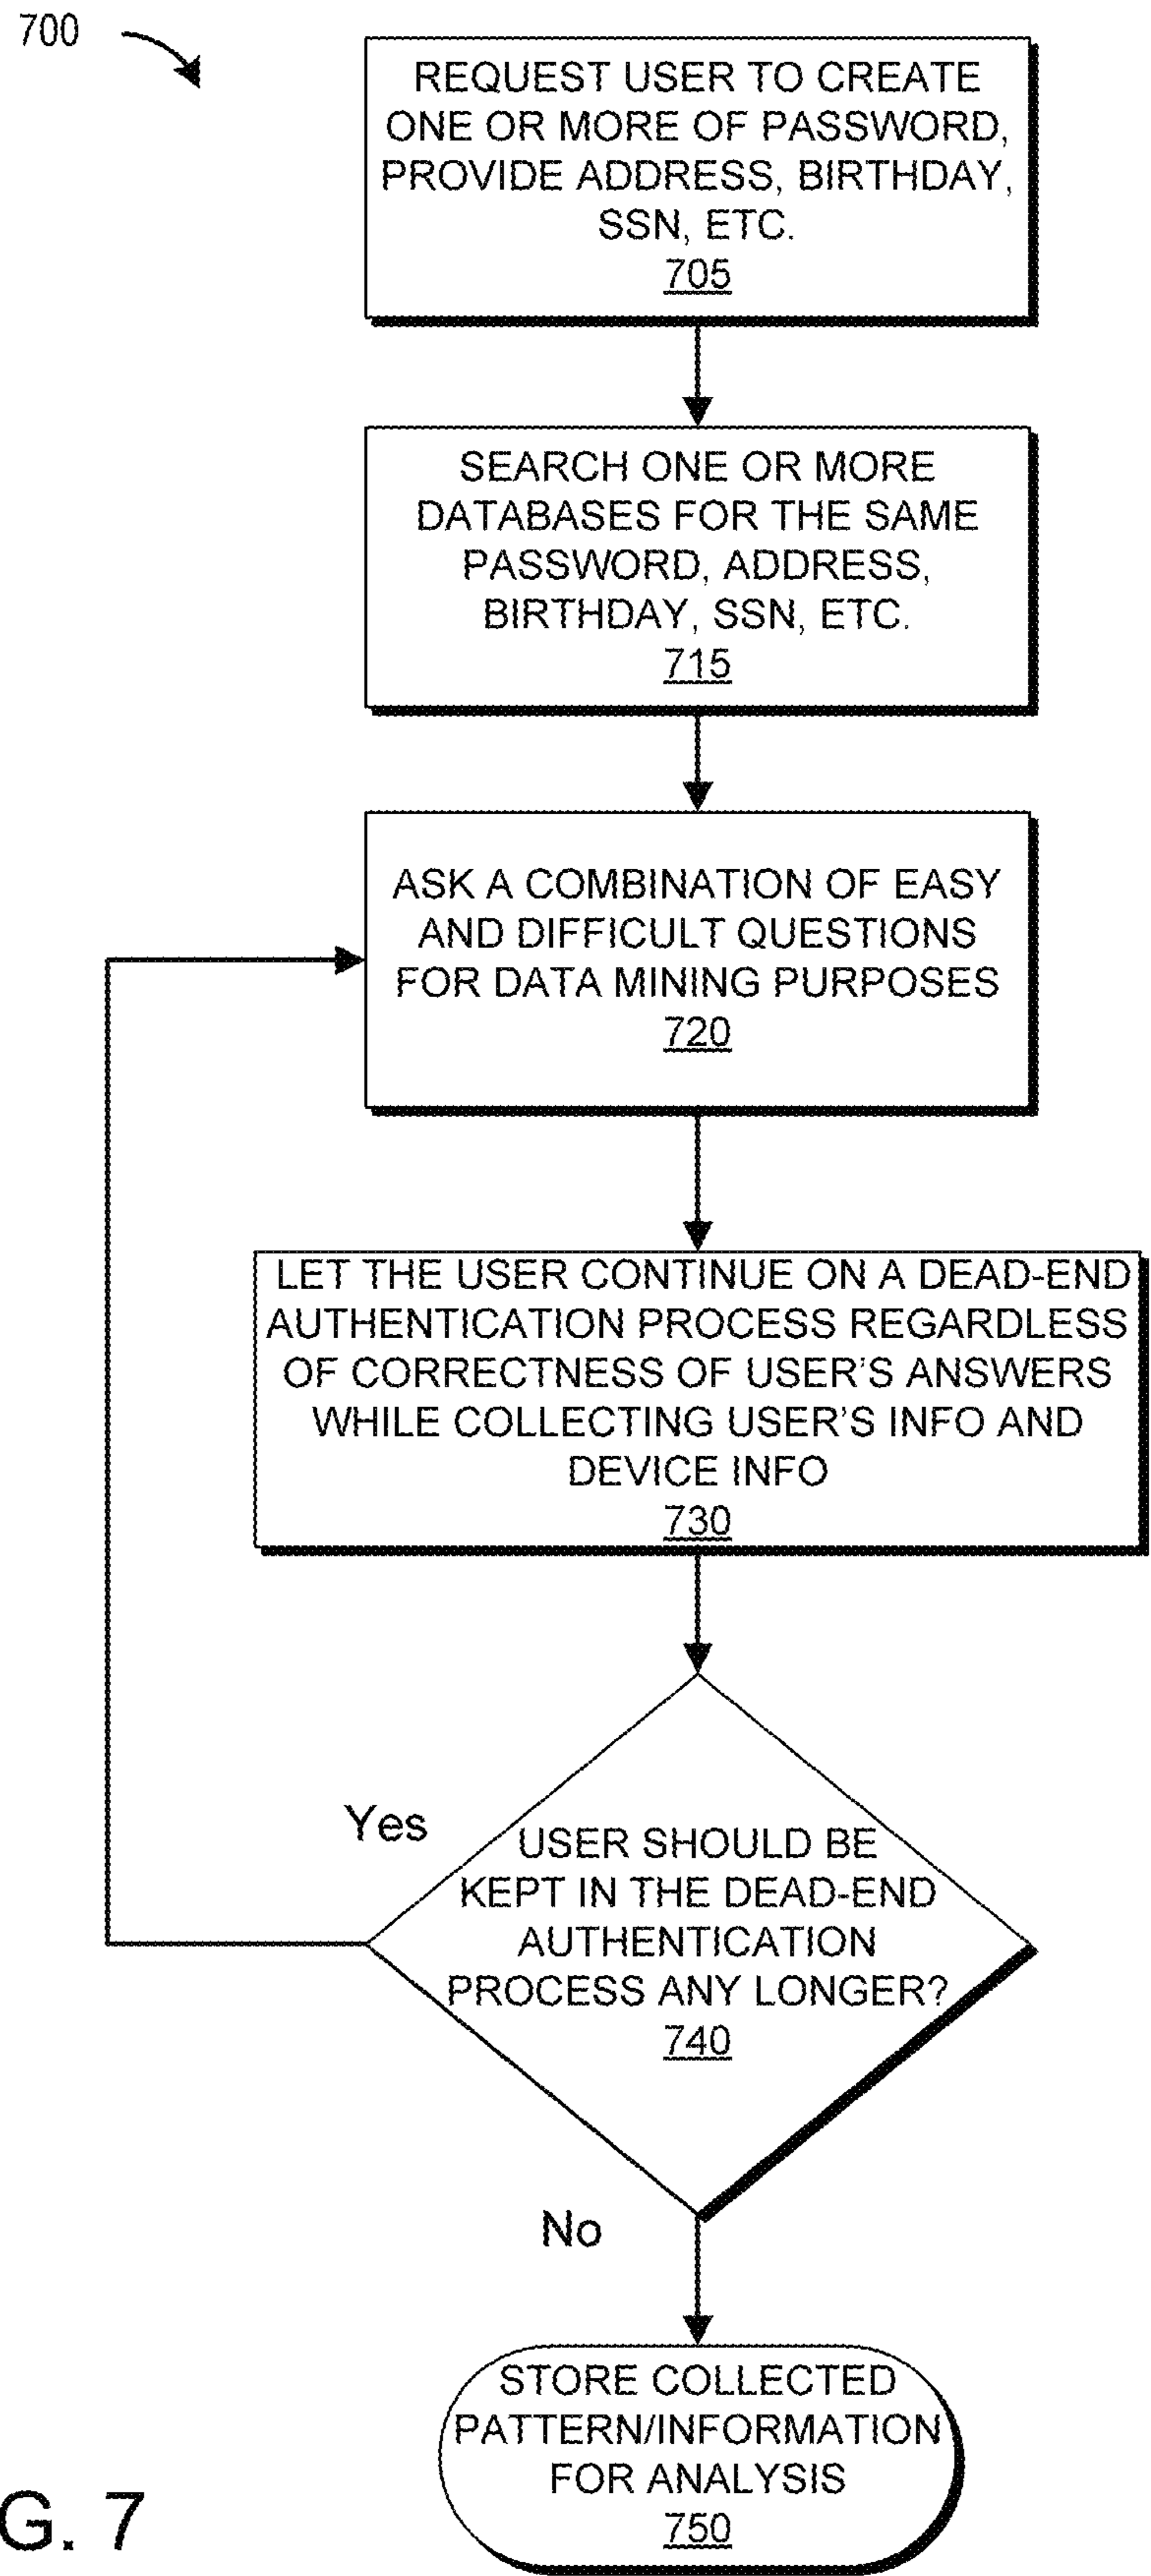 700
REQUEST USER TO CREATE
ONE OR MORE OF PASSWORD,
PROVIDE ADDRESS, BIRTHDAY,
SSN, ETC.
705
SEARCH ONE OR MORE
DATABASES FOR THE SAME
PASSWORD, ADDRESS,
BIRTHDAY, SSN, ETC.
715
ASK A COMBINATION OF EASY
AND DIFFICULT QUESTIONS
FOR DATA MINING PURPOSES
720
LET THE USER CONTINUE ON A DEAD-END
AUTHENTICATION PROCESS REGARDLESS
OF CORRECTNESS OF USER'S ANSWERS
WHILE COLLECTING USER'S INFO AND
DEVICE INFO
730
Yes
USER SHOULD BE
KEPT IN THE DEAD-END
AUTHENTICATION
PROCESS ANY LONGER?
740
No
STORE COLLECTED
PATTERN/INFORMATION
FOR ANALYSIS
750
G. 7